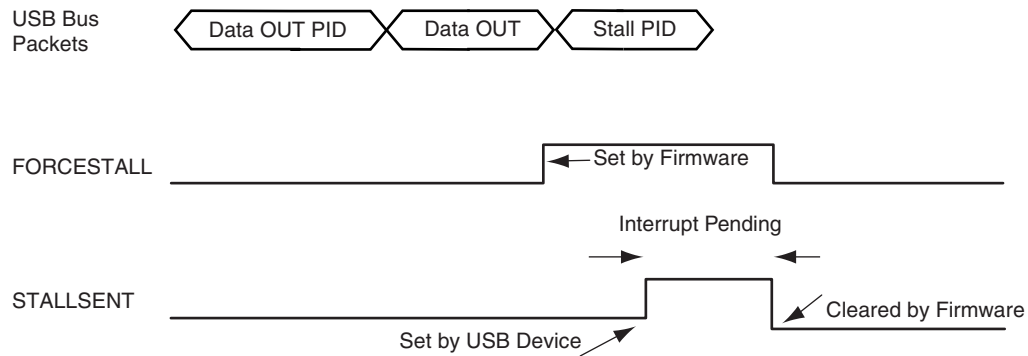 USB Bus
Packets
Data OUT PID
Data OUT
Stall PID
FORCESTALL
Set by Firmware
Interrupt Pending
STALLSENT
Cleared by Firmware
Set by USB Device